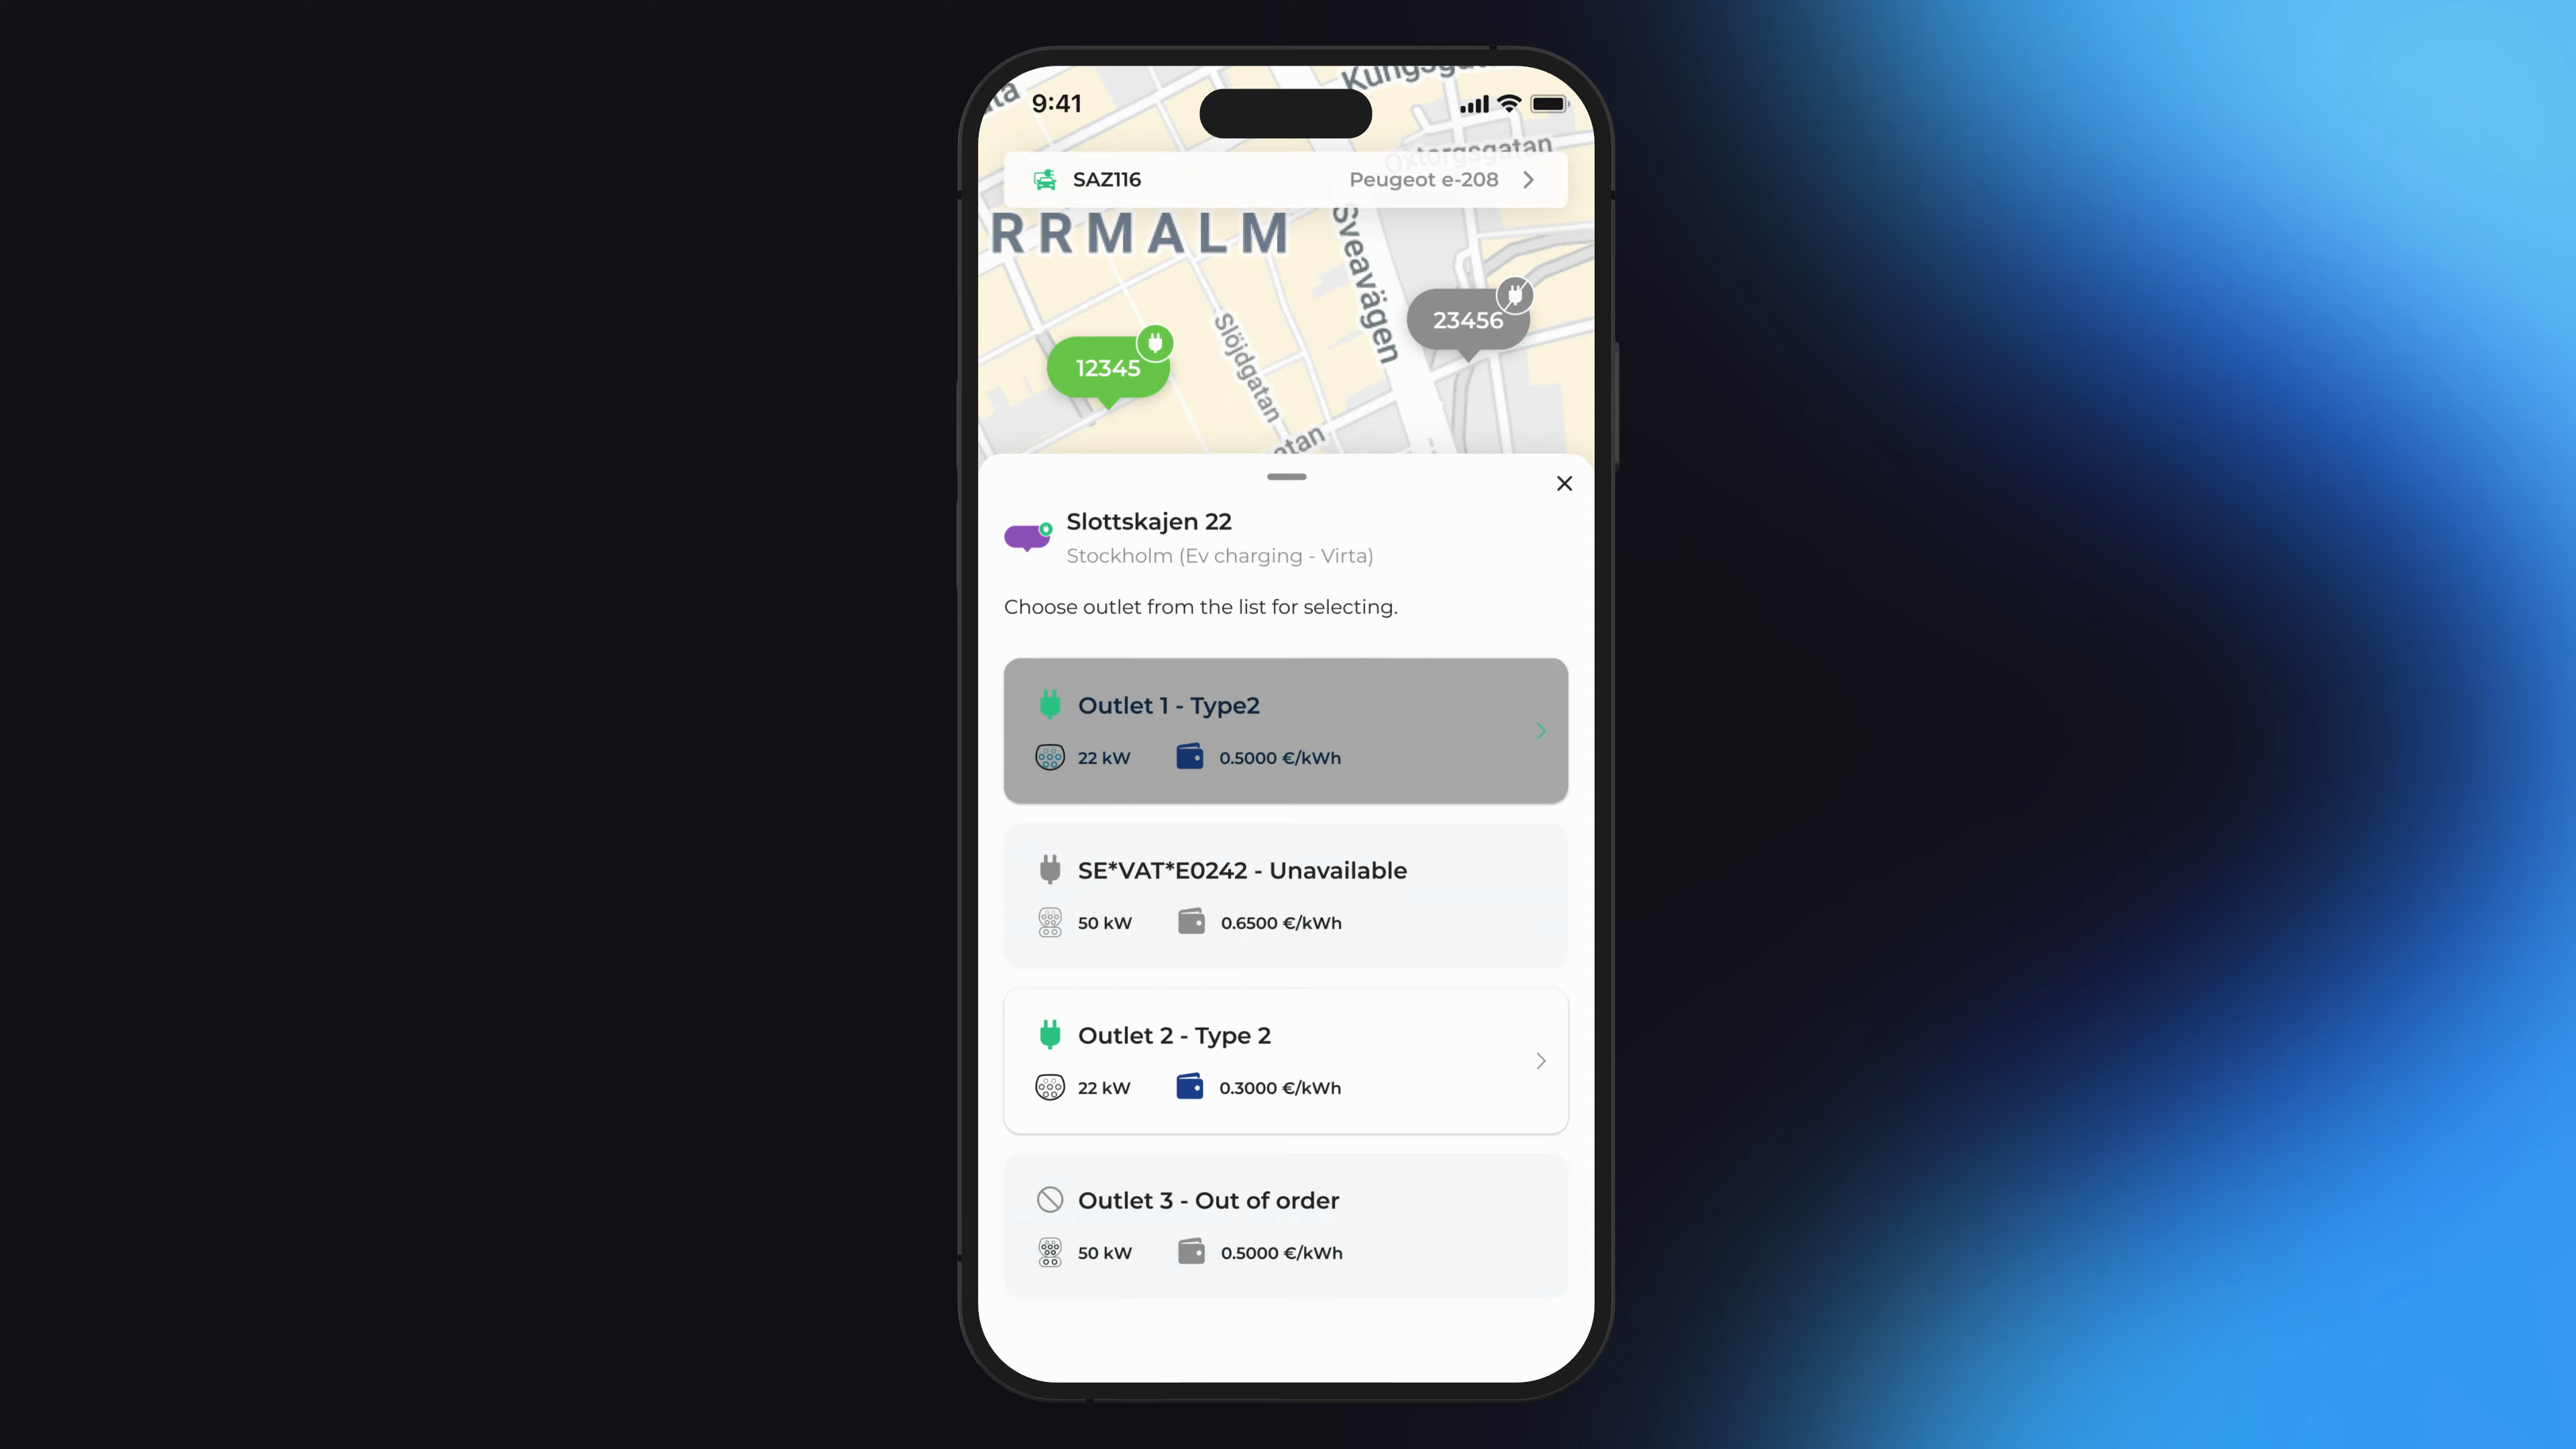 9:41
SAZ116 Peugeot e-208
RRMALM
Sveavägen
23456
12345
Slöjdgatan
Slottskajen 22
Stockholm (Ev charging - Virta)
Choose outlet from the list for selecting.
Outlet 1 - Type2
22 kW 0.5000 €/kWh
SE*VAT*E0242 - Unavailable
50 kW 0.6500 €/kWh
Outlet 2 - Type 2
22 kW 0.3000 €/kWh
Outlet 3 - Out of order
50 kW 0.5000 €/kWh